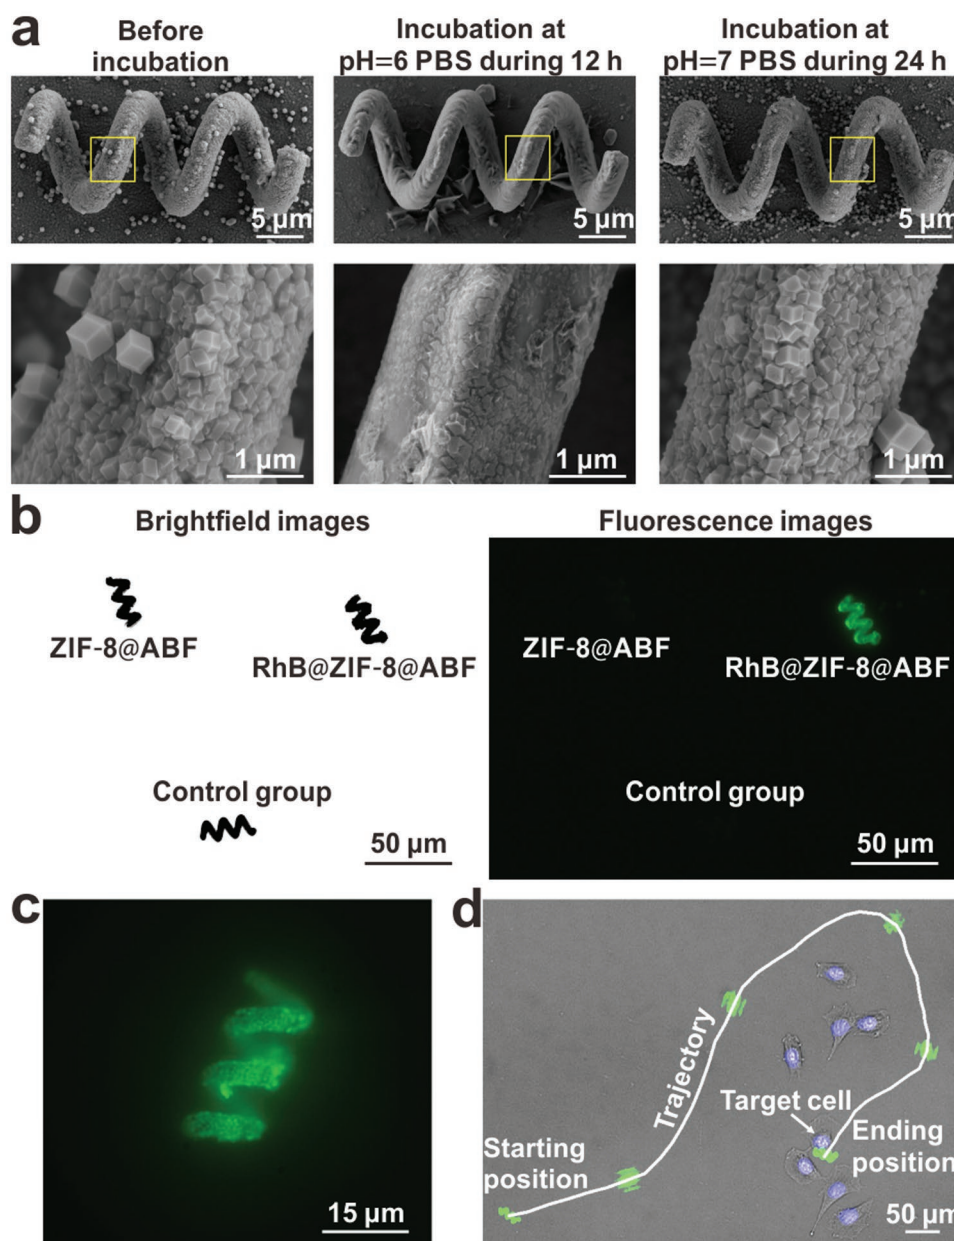 a
Before
incubation
Incubation at
pH=6 PBS during 12 h
Incubation at
pH=7 PBS during 24 h
5 μm
5 μm
5 μm
1 μm
1 μm
1 μm
b
Brightfield images
Fluorescence images
ZIF-8@ABF
RhB@ZIF-8@ABF
Control group
50 μm
ZIF-8@ABF
RhB@ZIF-8@ABF
Control group
50 μm
c
15 μm
d
Trajectory
Target cell
Starting
position
Ending
position
50 μm